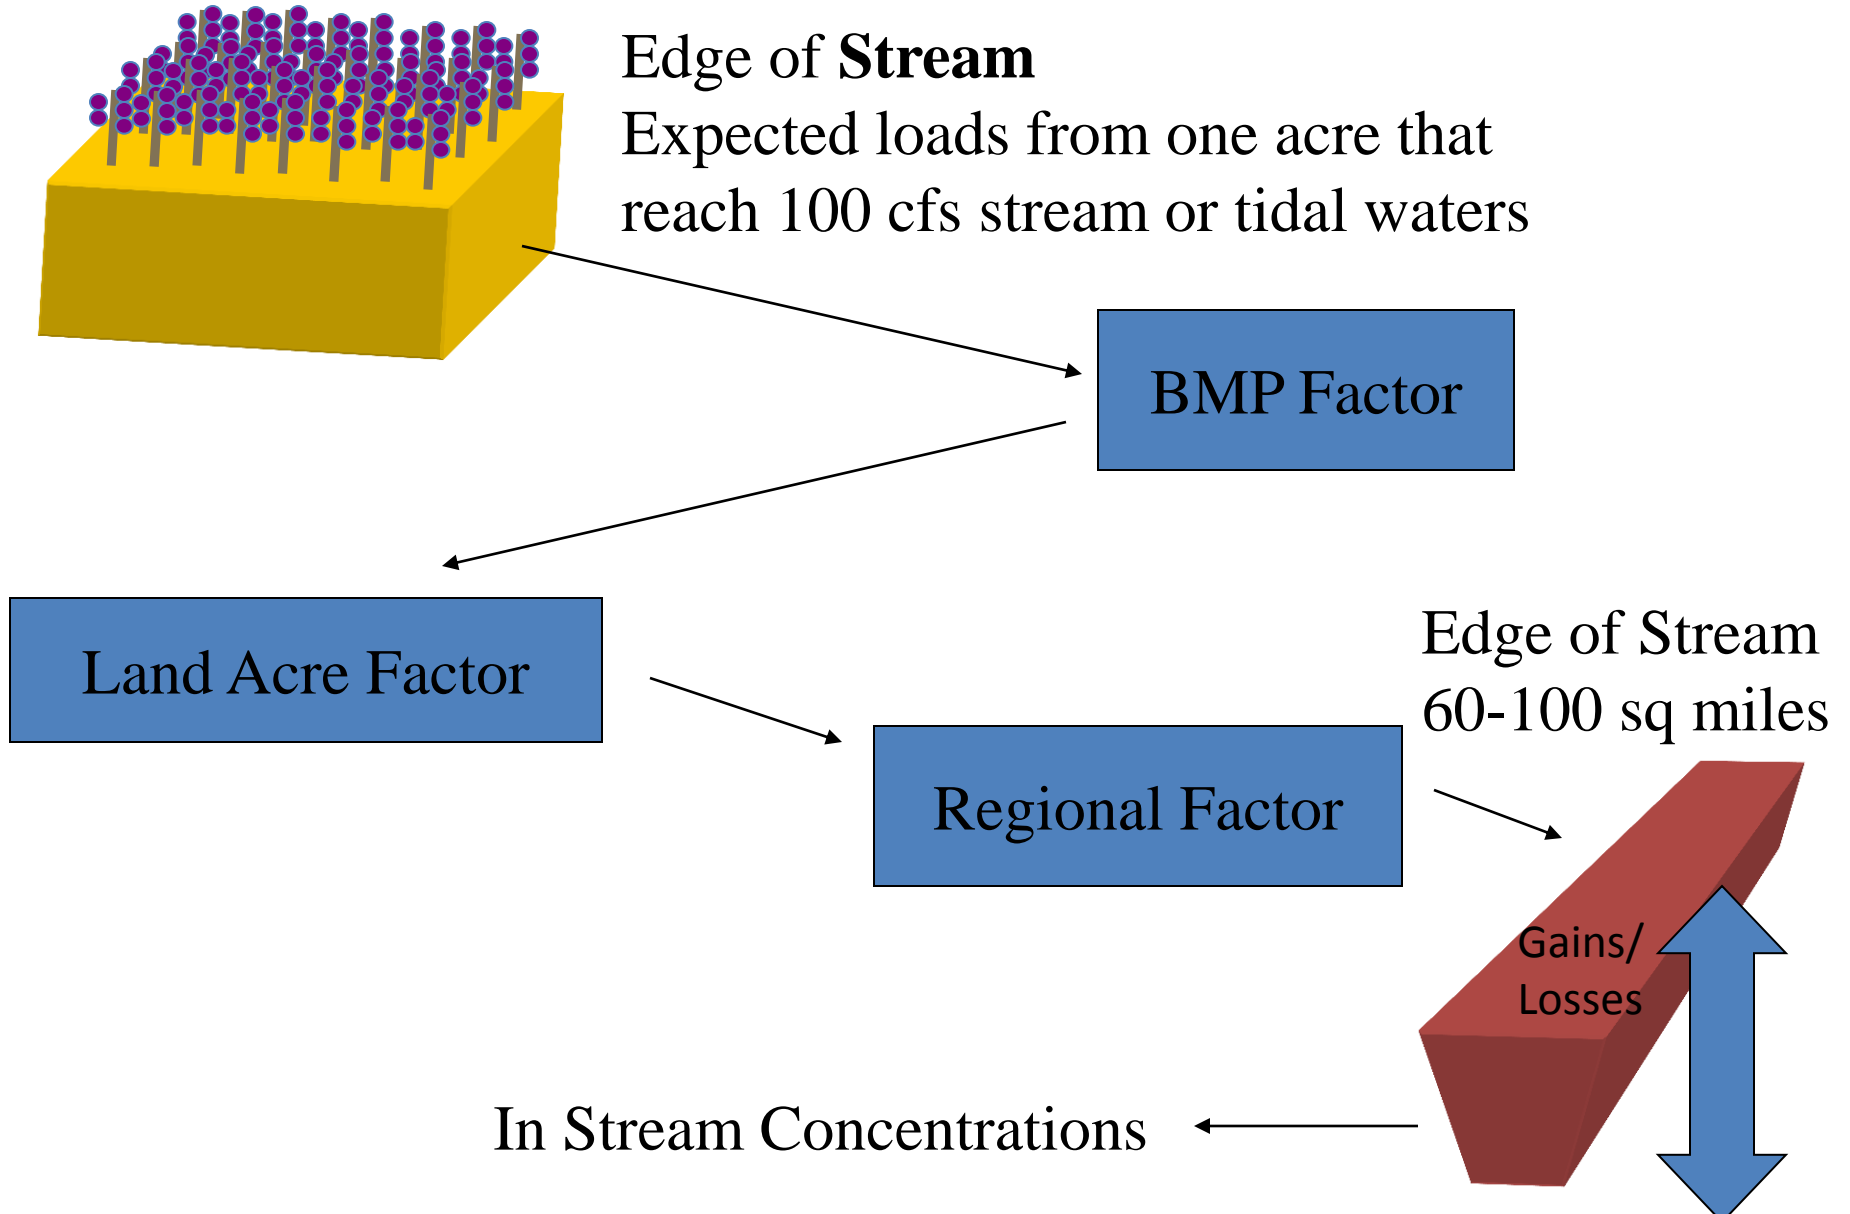 Edge of Stream
Expected loads from one acre that
reach 100 cfs stream or tidal waters
BMP Factor
Land Acre Factor
Regional Factor
Edge of Stream
60-100 sq miles
Gains/
Losses
In Stream Concentrations